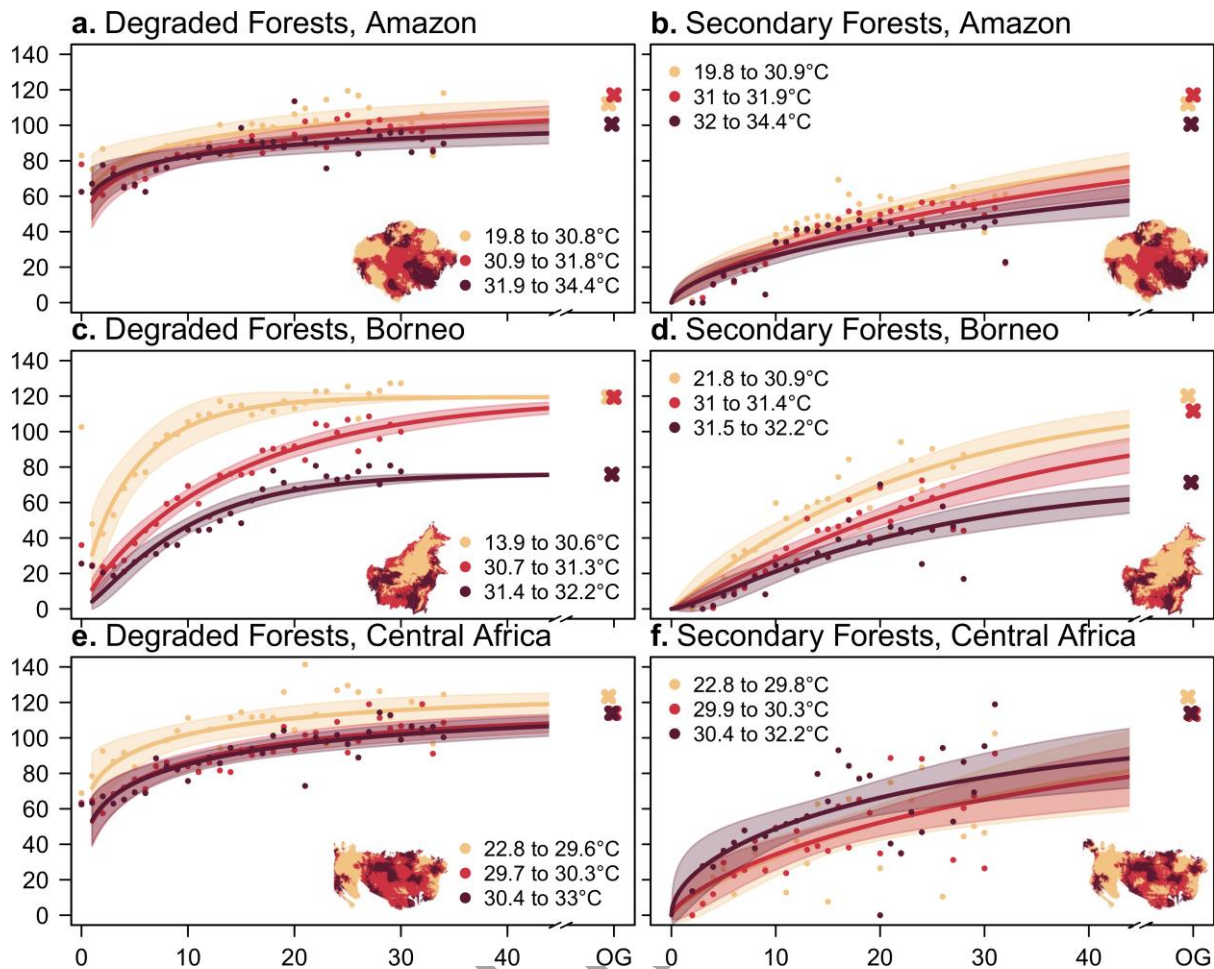 a. Degraded Forests, Amazon
140
120
100
80
60
40
20
0
19.8 to 30.8°C
30.9 to 31.8°C
31.9 to 34.4°C
b. Secondary Forests, Amazon
19.8 to 30.9°C
31 to 31.9°C
32 to 34.4°C
c. Degraded Forests, Borneo
140
120
100
80
60
40
20
0
13.9 to 30.6°C
30.7 to 31.3°C
31.4 to 32.2°C
d. Secondary Forests, Borneo
21.8 to 30.9°C
31 to 31.4°C
31.5 to 32.2°C
e. Degraded Forests, Central Africa
140
120
100
80
60
40
20
0
22.8 to 29.6°C
29.7 to 30.3°C
30.4 to 33°C
0 10 20 30 40 OG
f. Secondary Forests, Central Africa
22.8 to 29.8°C
29.9 to 30.3°C
30.4 to 32.2°C
0 10 20 30 40 OG